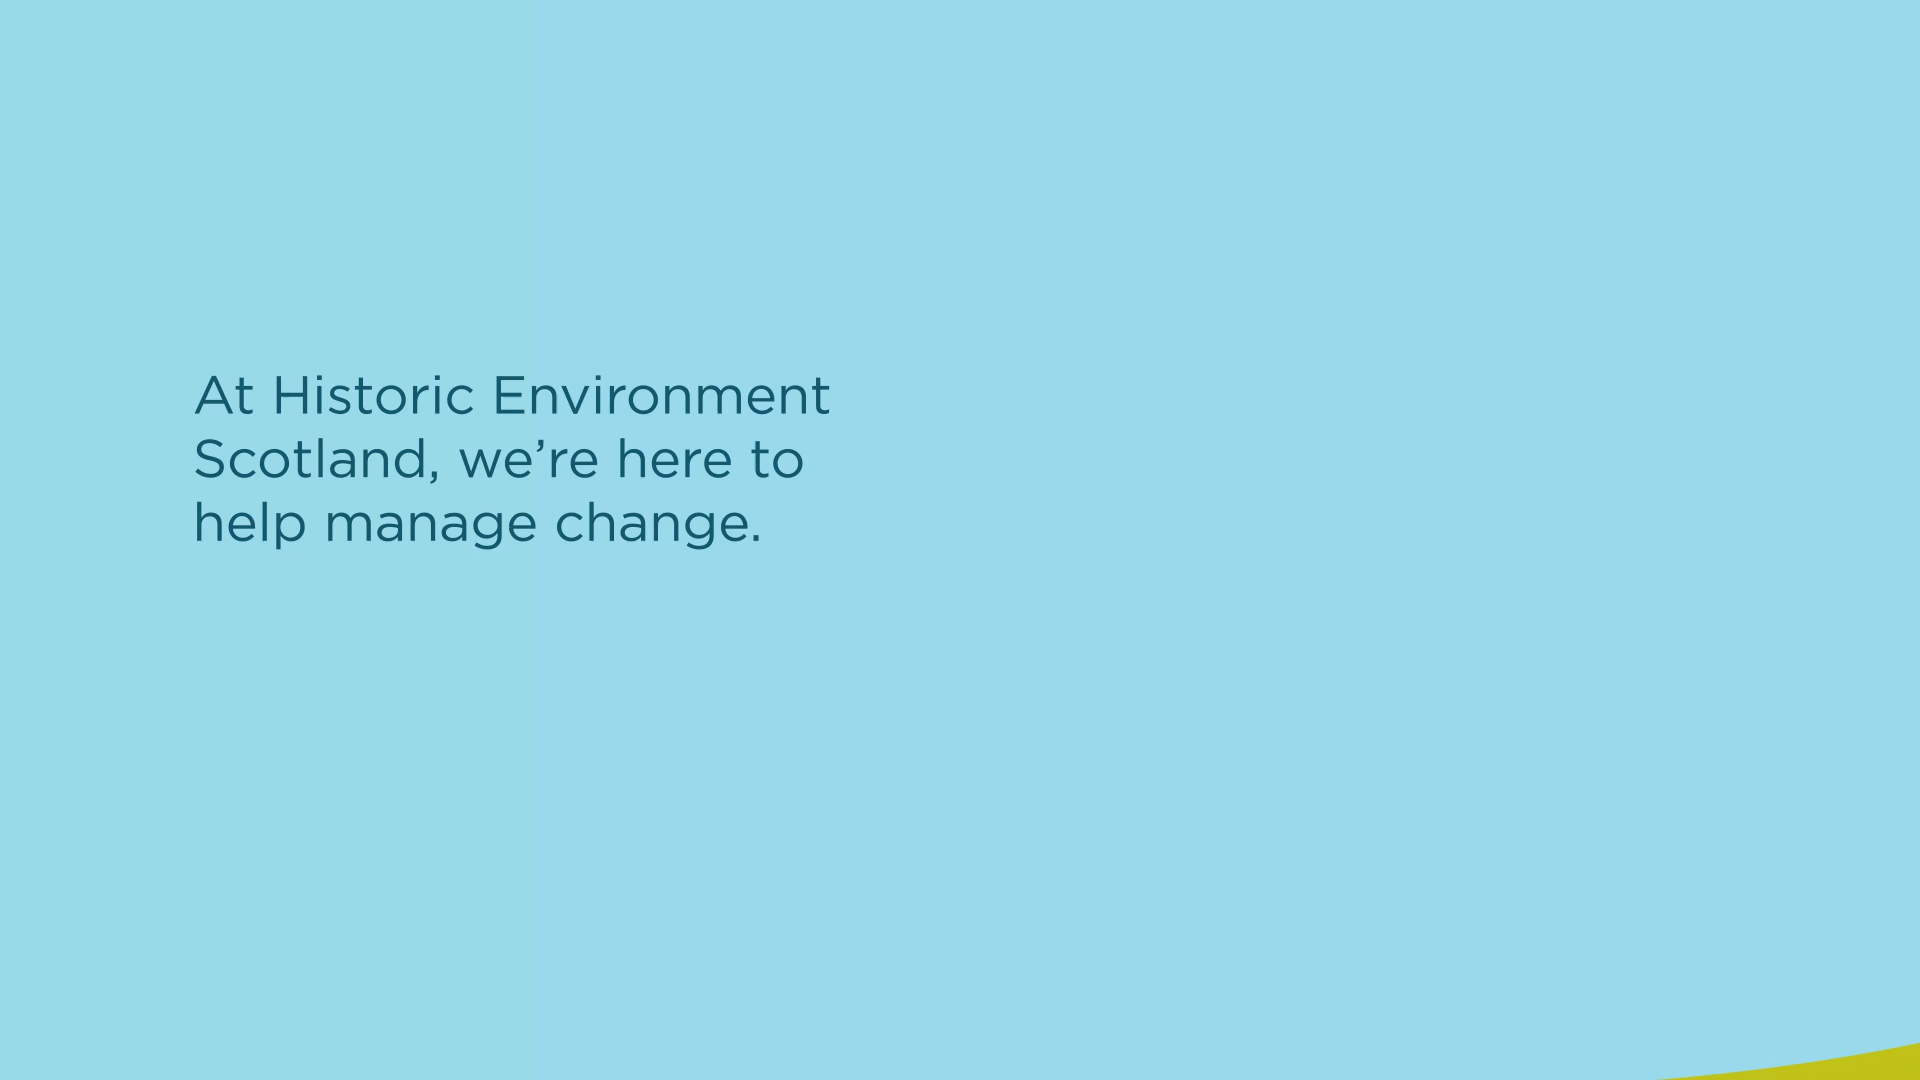 At Historic Environment
Scotland, we’re here to
help manage change.